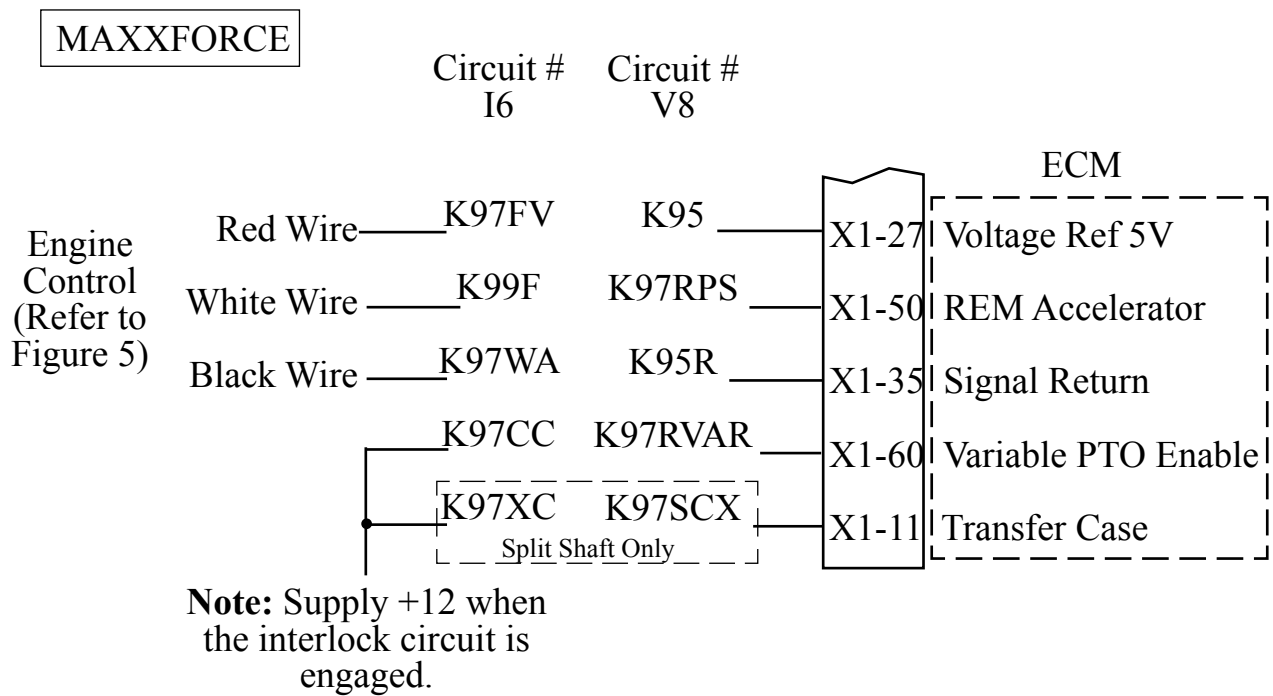 MAXXFORCE
Circuit # Circuit #
I6 V8
ECM
Engine
Control
(Refer to
Figure 5)
Red Wire K97FV K95 X1-27 Voltage Ref 5V
White Wire K99F K97RPS X1-50 REM Accelerator
Black Wire K97WA K95R X1-35 Signal Return
K97CC K97RVAR X1-60 Variable PTO Enable
K97XC K97SCX X1-11 Transfer Case
Split Shaft Only
Note: Supply +12 when
the interlock circuit is
engaged.